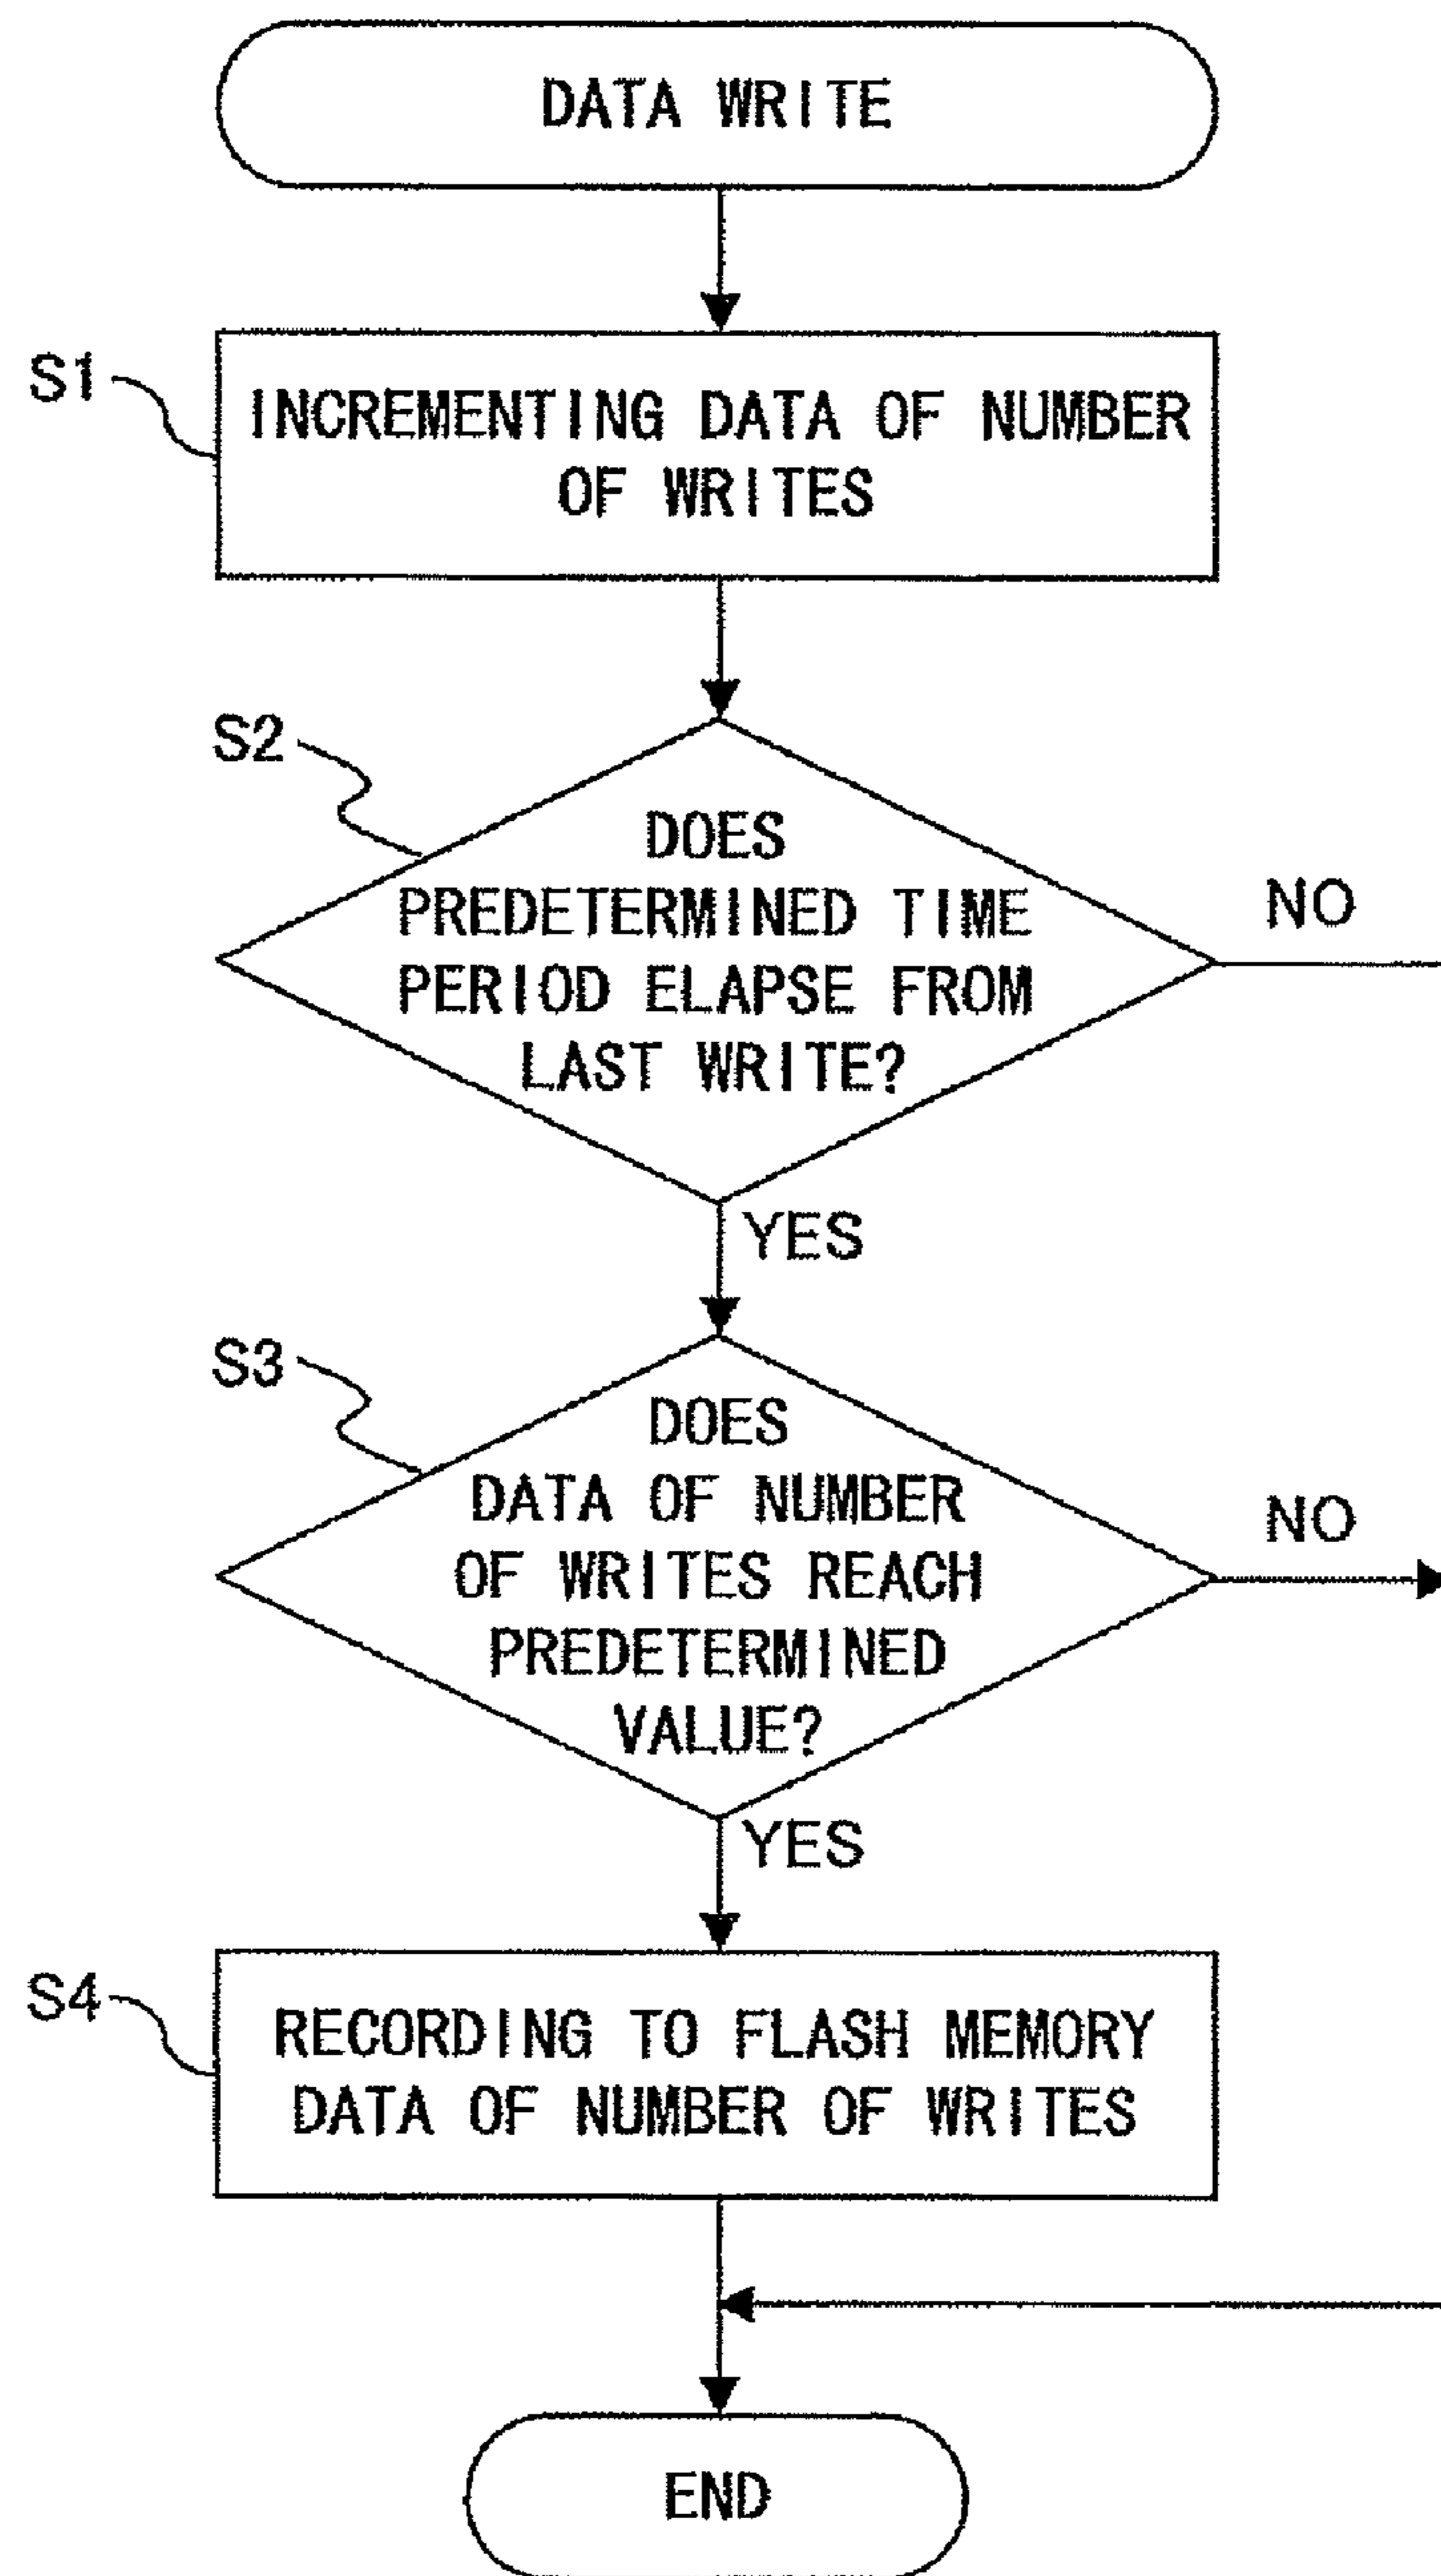 DATA WRITE
S1
INCREMENTING DATA OF NUMBER
OF WRITES
S2
DOES
PREDETERMINED TIME
PERIOD ELAPSE FROM
LAST WRITE?
NO
YES
S3
DOES
DATA OF NUMBER
OF WRITES REACH
PREDETERMINED
VALUE?
NO
YES
S4
RECORDING TO FLASH MEMORY
DATA OF NUMBER OF WRITES
END